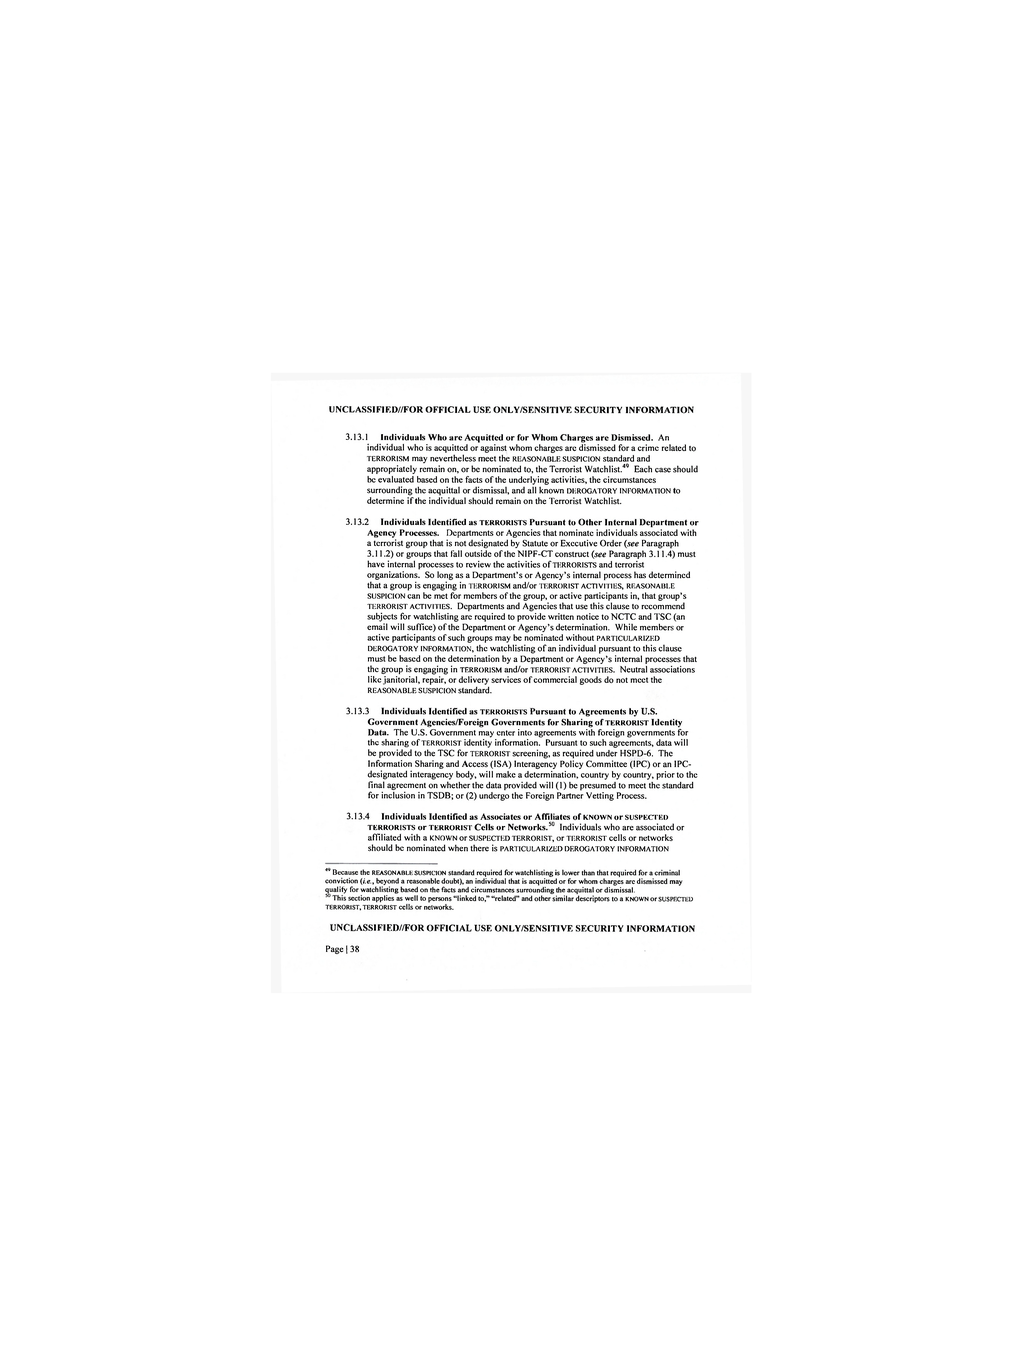 UNCLASSIFIED//FOR OFFICIAL USE ONLY/SENSITIVE SECURITY INFORMATION
3.13.1 Individuals Who are Acquitted or for Whom Charges are Dismissed. An
individual who is acquitted or against whom charges are dismissed for a crime related to
TERRORISM may nevertheless meet the REASONABLE SUSPICION standard and
appropriately remain on, or be nominated to, the Terrorist Watchlist.49 Each case should
be evaluated based on the facts of the underlying activities, the circumstances
surrounding the acquittal or dismissal, and all known DEROGATORY INFORMATION to
determine if the individual should remain on the Terrorist Watchlist.
3.13.2 Individuals Identified as TERRORISTS Pursuant to Other Internal Department or
Agency Processes. Departments or Agencies that nominate individuals associated with
a terrorist group that is not designated by Statute or Executive Order (see Paragraph
3.11.2) or groups that fall outside of the NIPF-CT construct (see Paragraph 3.11.4) must
have internal processes to review the activities of TERRORISTS and terrorist
organizations. So long as a Department's or Agency's internal process has determined
that a group is engaging in TERRORISM and/or TERRORIST ACTIVITIES, REASONABLE
SUSPICION can be met for members of the group, or active participants in, that group's
TERRORIST ACTIVITIES. Departments and Agencies that use this clause to recommend
subjects for watchlisting are required to provide written notice to NCTC and TSC (an
email will suffice) of the Department or Agency's determination. While members or
active participants of such groups may be nominated without PARTICULARIZED
DEROGATORY INFORMATION, the watchlisting of an individual pursuant to this clause
must be based on the determination by a Department or Agency's internal processes that
the group is engaging in TERRORISM and/or TERRORIST ACTIVITIES. Neutral associations
like janitorial, repair, or delivery services of commercial goods do not meet the
REASONABLE SUSPICION standard.
3.13.3 Individuals Identified as TERRORISTS Pursuant to Agreements by U.S.
Government Agencies/Foreign Governments for Sharing of TERRORIST Identity
Data. The U.S. Government may enter into agreements with foreign governments for
the sharing of TERRORIST identity information. Pursuant to such agreements, data will
be provided to the TSC for TERRORIST screening, as required under HSPD-6. The
Information Sharing and Access (ISA) Interagency Policy Committee (IPC) or an IPC-
designated interagency body, will make a determination, country by country, prior to the
final agreement on whether the data provided will (1) be presumed to meet the standard
for inclusion in TSDB; or (2) undergo the Foreign Partner Vetting Process.
3.13.4 Individuals Identified as Associates or Affiliates of KNOWN or SUSPECTED
TERRORISTS or TERRORIST Cells or Networks.50 Individuals who are associated or
affiliated with a KNOWN or SUSPECTED TERRORIST, or TERRORIST cells or networks
should be nominated when there is PARTICULARIZED DEROGATORY INFORMATION
49 Because the REASONABLE SUSPICION standard required for watchlisting is lower than that required for a criminal
conviction (i.e., beyond a reasonable doubt), an individual that is acquitted or for whom charges are dismissed may
qualify for watchlisting based on the facts and circumstances surrounding the acquittal or dismissal.
50 This section applies as well to persons "linked to," "related" and other similar descriptors to a KNOWN or SUSPECTED
TERRORIST, TERRORIST cells or networks.
UNCLASSIFIED//FOR OFFICIAL USE ONLY/SENSITIVE SECURITY INFORMATION
Page | 38